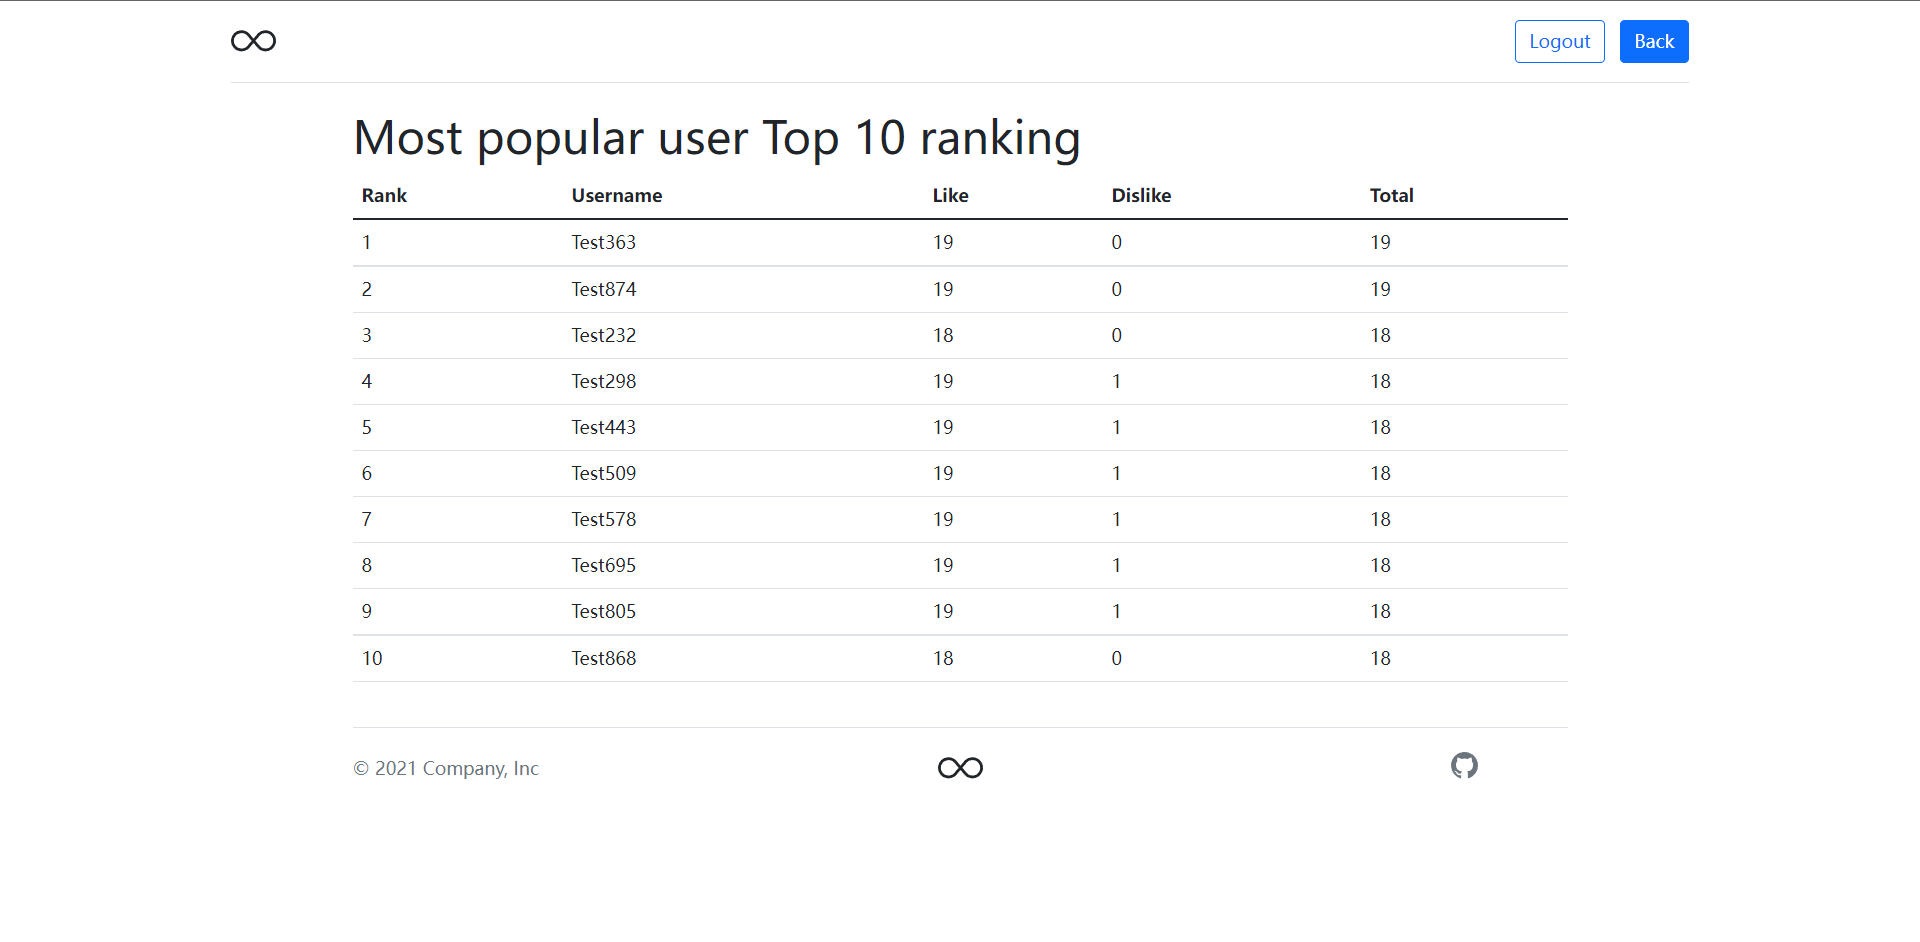 Logout Back
Most popular user Top 10 ranking
Rank Username Like Dislike Total
1 Test363 19 0 19
2 Test874 19 0 19
3 Test232 18 0 18
4 Test298 19 1 18
5 Test443 19 1 18
6 Test509 19 1 18
7 Test578 19 1 18
8 Test695 19 1 18
9 Test805 19 1 18
10 Test868 18 0 18
© 2021 Company, Inc